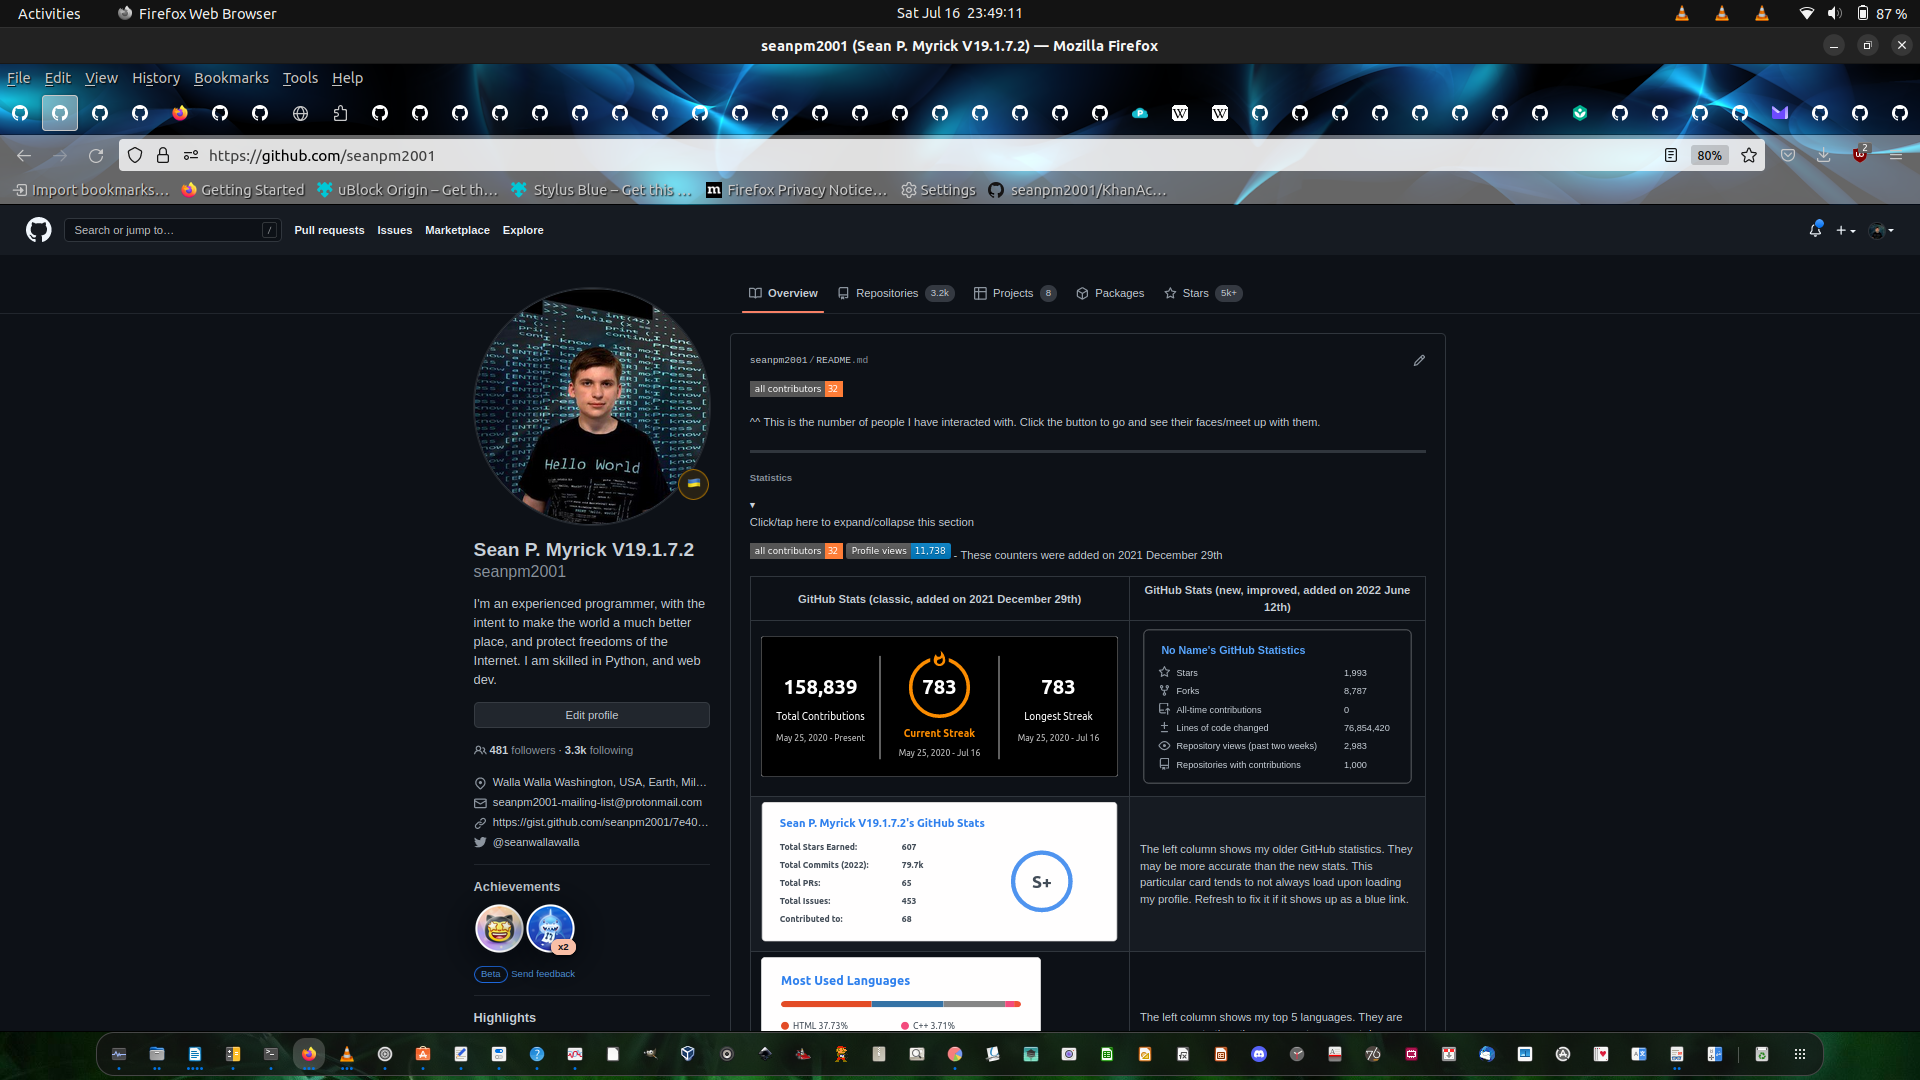 Activities
Firefox Web Browser
Sat Jul 16  23:49:11
87 %
seanpm2001 (Sean P. Myrick V19.1.7.2) — Mozilla Firefox
File Edit View History Bookmarks Tools Help
https://github.com/seanpm2001
80%
2
Import bookmarks…
Getting Started
uBlock Origin – Get th…
Stylus Blue – Get this …
Firefox Privacy Notice…
Settings
seanpm2001/KhanAc…
Search or jump to…
/
Pull requests
Issues
Marketplace
Explore
Overview
Repositories 3.2k
Projects 8
Packages
Stars 5k+
Hello World
Sean P. Myrick V19.1.7.2
seanpm2001
I'm an experienced programmer, with the
intent to make the world a much better
place, and protect freedoms of the
Internet. I am skilled in Python, and web
dev.
Edit profile
481 followers · 3.3k following
Walla Walla Washington, USA, Earth, Mil…
seanpm2001-mailing-list@protonmail.com
https://gist.github.com/seanpm2001/7e40…
@seanwallawalla
Achievements
x2
Beta Send feedback
Highlights
seanpm2001/README.md
all contributors 32
^^ This is the number of people I have interacted with. Click the button to go and see their faces/meet up with them.
Statistics
▾
Click/tap here to expand/collapse this section
all contributors 32 Profile views 11,738 - These counters were added on 2021 December 29th
GitHub Stats (classic, added on 2021 December 29th)
GitHub Stats (new, improved, added on 2022 June
12th)
158,839
Total Contributions
May 25, 2020 - Present
783
Current Streak
May 25, 2020 - Jul 16
783
Longest Streak
May 25, 2020 - Jul 16
No Name's GitHub Statistics
Stars 1,993
Forks 8,787
All-time contributions 0
Lines of code changed 76,854,420
Repository views (past two weeks) 2,983
Repositories with contributions 1,000
Sean P. Myrick V19.1.7.2's GitHub Stats
Total Stars Earned: 607
Total Commits (2022): 79.7k
Total PRs: 65
Total Issues: 453
Contributed to: 68
S+
The left column shows my older GitHub statistics. They
may be more accurate than the new stats. This
particular card tends to not always load upon loading
my profile. Refresh to fix it if it shows up as a blue link.
Most Used Languages
HTML 37.73%
C++ 3.71%
The left column shows my top 5 languages. They are